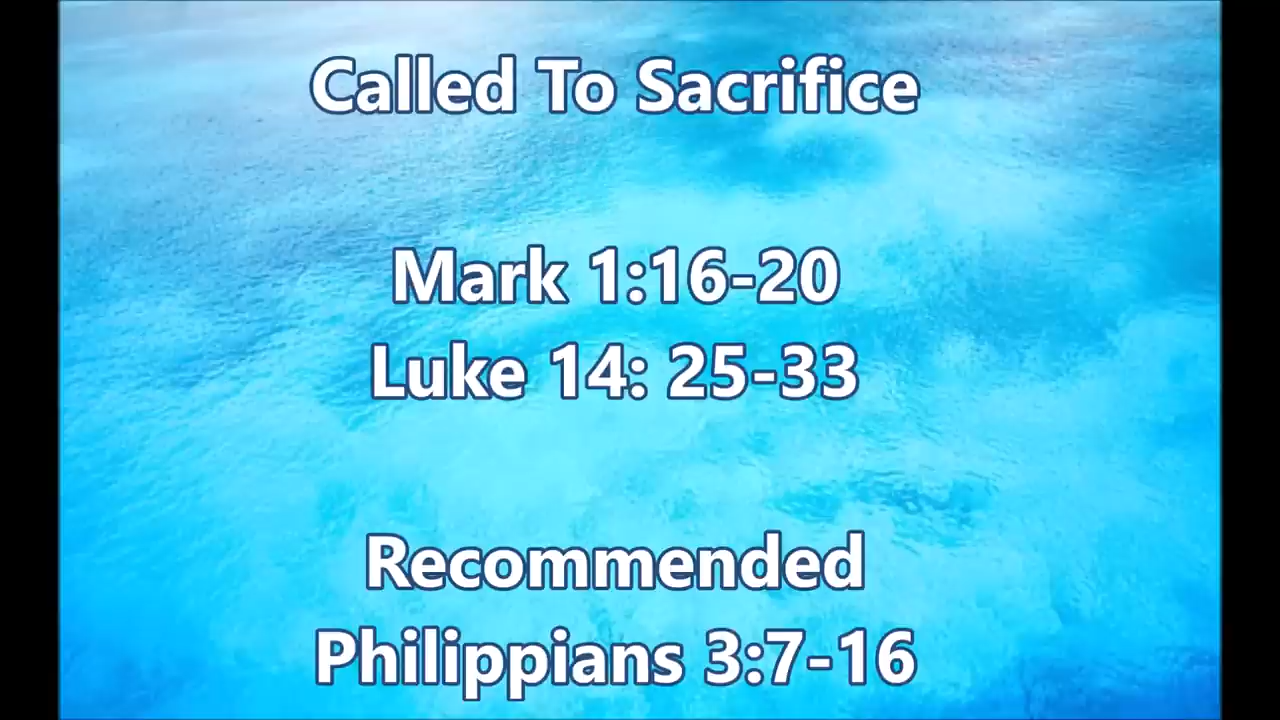 Called To Sacrifice
Mark 1:16-20
Luke 14: 25-33
Recommended
Philippians 3:7-16